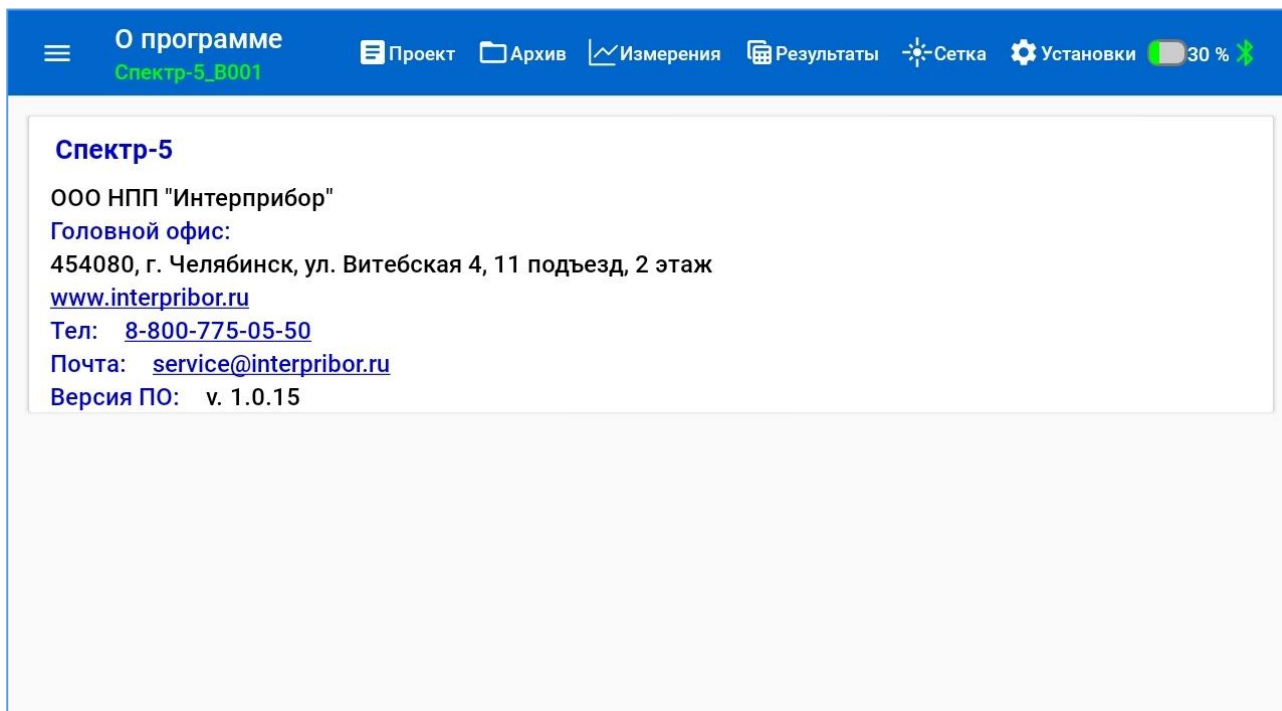 О программе
Спектр-5_B001
Проект Архив Измерения Результаты Сетка Установки 30 %
Спектр-5
ООО НПП "Интерприбор"
Головной офис:
454080, г. Челябинск, ул. Витебская 4, 11 подъезд, 2 этаж
www.interpribor.ru
Тел: 8-800-775-05-50
Почта: service@interpribor.ru
Версия ПО: v. 1.0.15